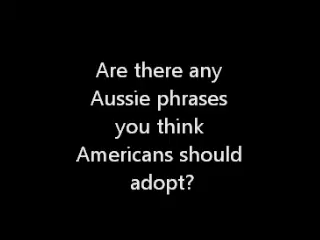 Are there any
Aussie phrases
you think
Americans should
adopt?